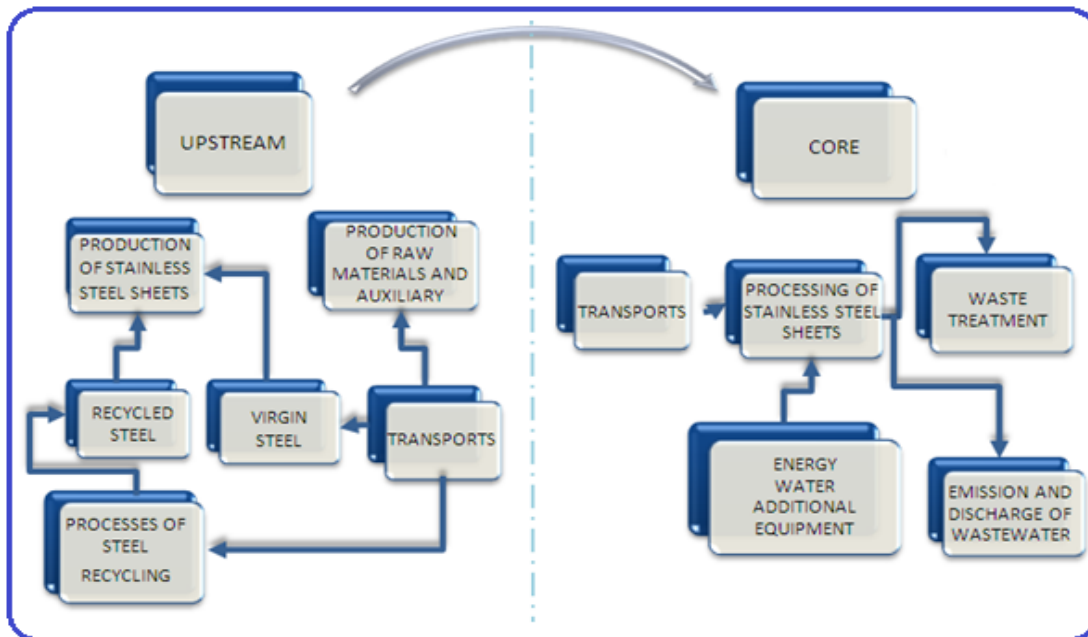 UPSTREAM
CORE
PRODUCTION
OF STAINLESS
STEEL SHEETS
PRODUCTION
OF RAW
MATERIALS AND
AUXILIARY
RECYCLED
STEEL
VIRGIN
STEEL
TRANSPORTS
PROCESSES OF
STEEL
RECYCLING
TRANSPORTS
PROCESSING OF
STAINLESS STEEL
SHEETS
WASTE
TREATMENT
ENERGY
WATER
ADDITIONAL
EQUIPMENT
EMISSION AND
DISCHARGE OF
WASTEWATER